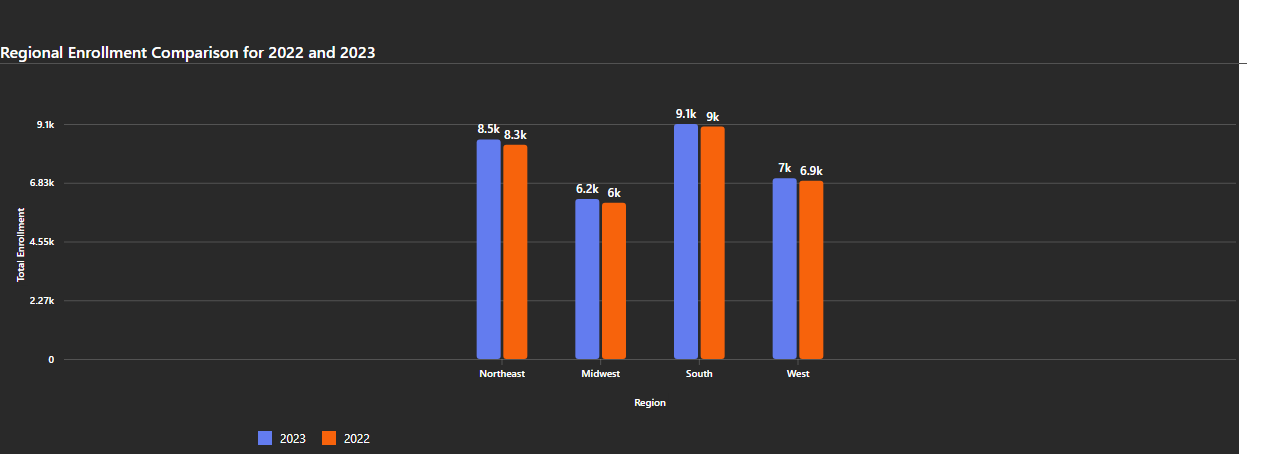 Regional Enrollment Comparison for 2022 and 2023
9.1k
6.83k
4.55k
2.27k
0
Total Enrollment
8.5k 8.3k
6.2k 6k
9.1k 9k
7k 6.9k
Northeast Midwest South West
Region
2023 2022